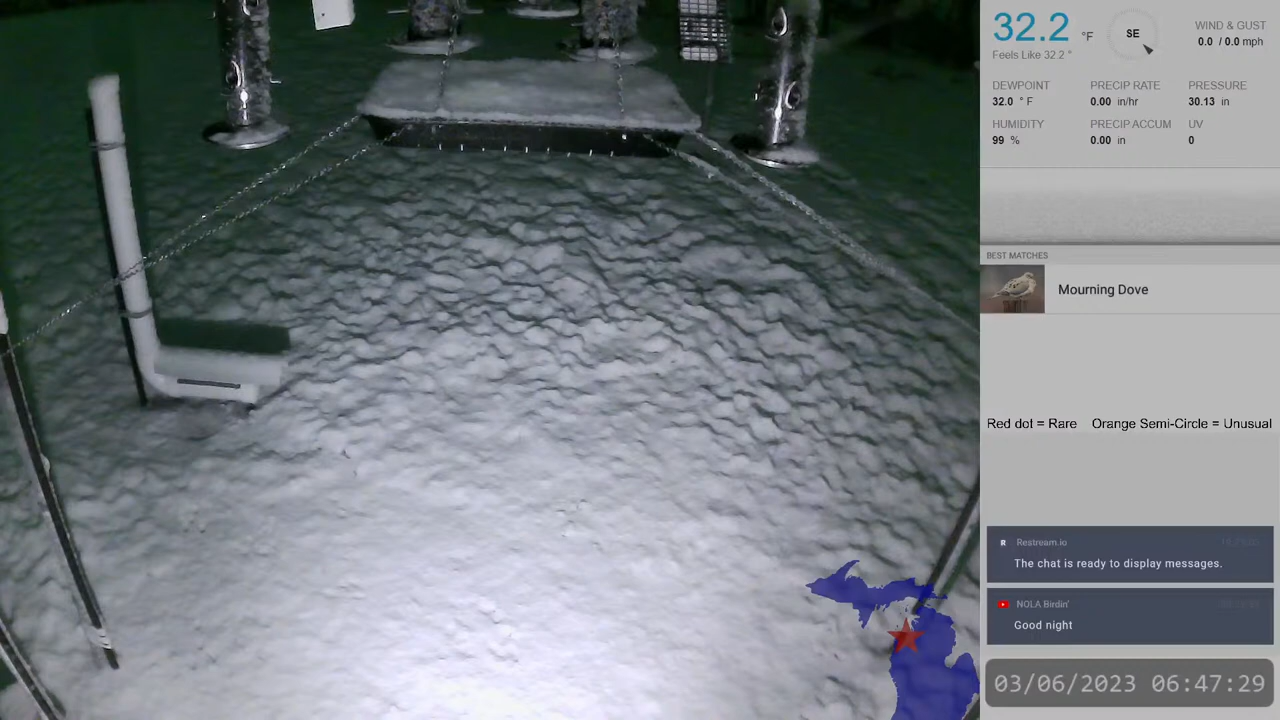 32.2 °F
Feels Like 32.2 °
SE
WIND & GUST
0.0 / 0.0 mph
DEWPOINT
32.0 ° F
PRECIP RATE
0.00 in/hr
PRESSURE
30.13 in
HUMIDITY
99 %
PRECIP ACCUM
0.00 in
UV
0
BEST MATCHES
Mourning Dove
Red dot = Rare Orange Semi-Circle = Unusual
R Restream.io
The chat is ready to display messages.
NOLA Birdin'
Good night
03/06/2023 06:47:29